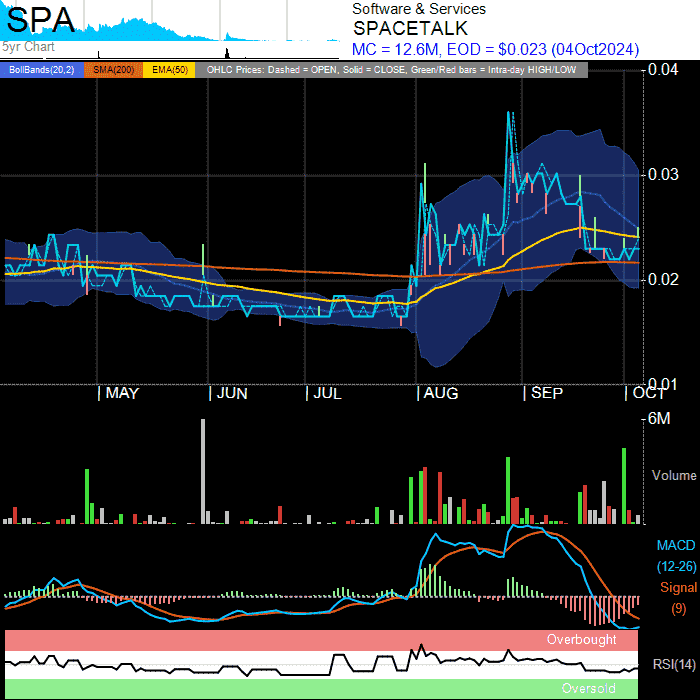 SPA
5yr Chart
Software & Services
SPACETALK
MC = 12.6M, EOD = $0.023 (04Oct2024)
BollBands(20,2) SMA(200) EMA(50) OHLC Prices: Dashed = OPEN, Solid = CLOSE, Green/Red bars = Intra-day HIGH/LOW
0.04
0.03
0.02
0.01
MAY JUN JUL AUG SEP OCT
6M
Volume
MACD
(12-26)
Signal
(9)
Overbought
RSI(14)
Oversold